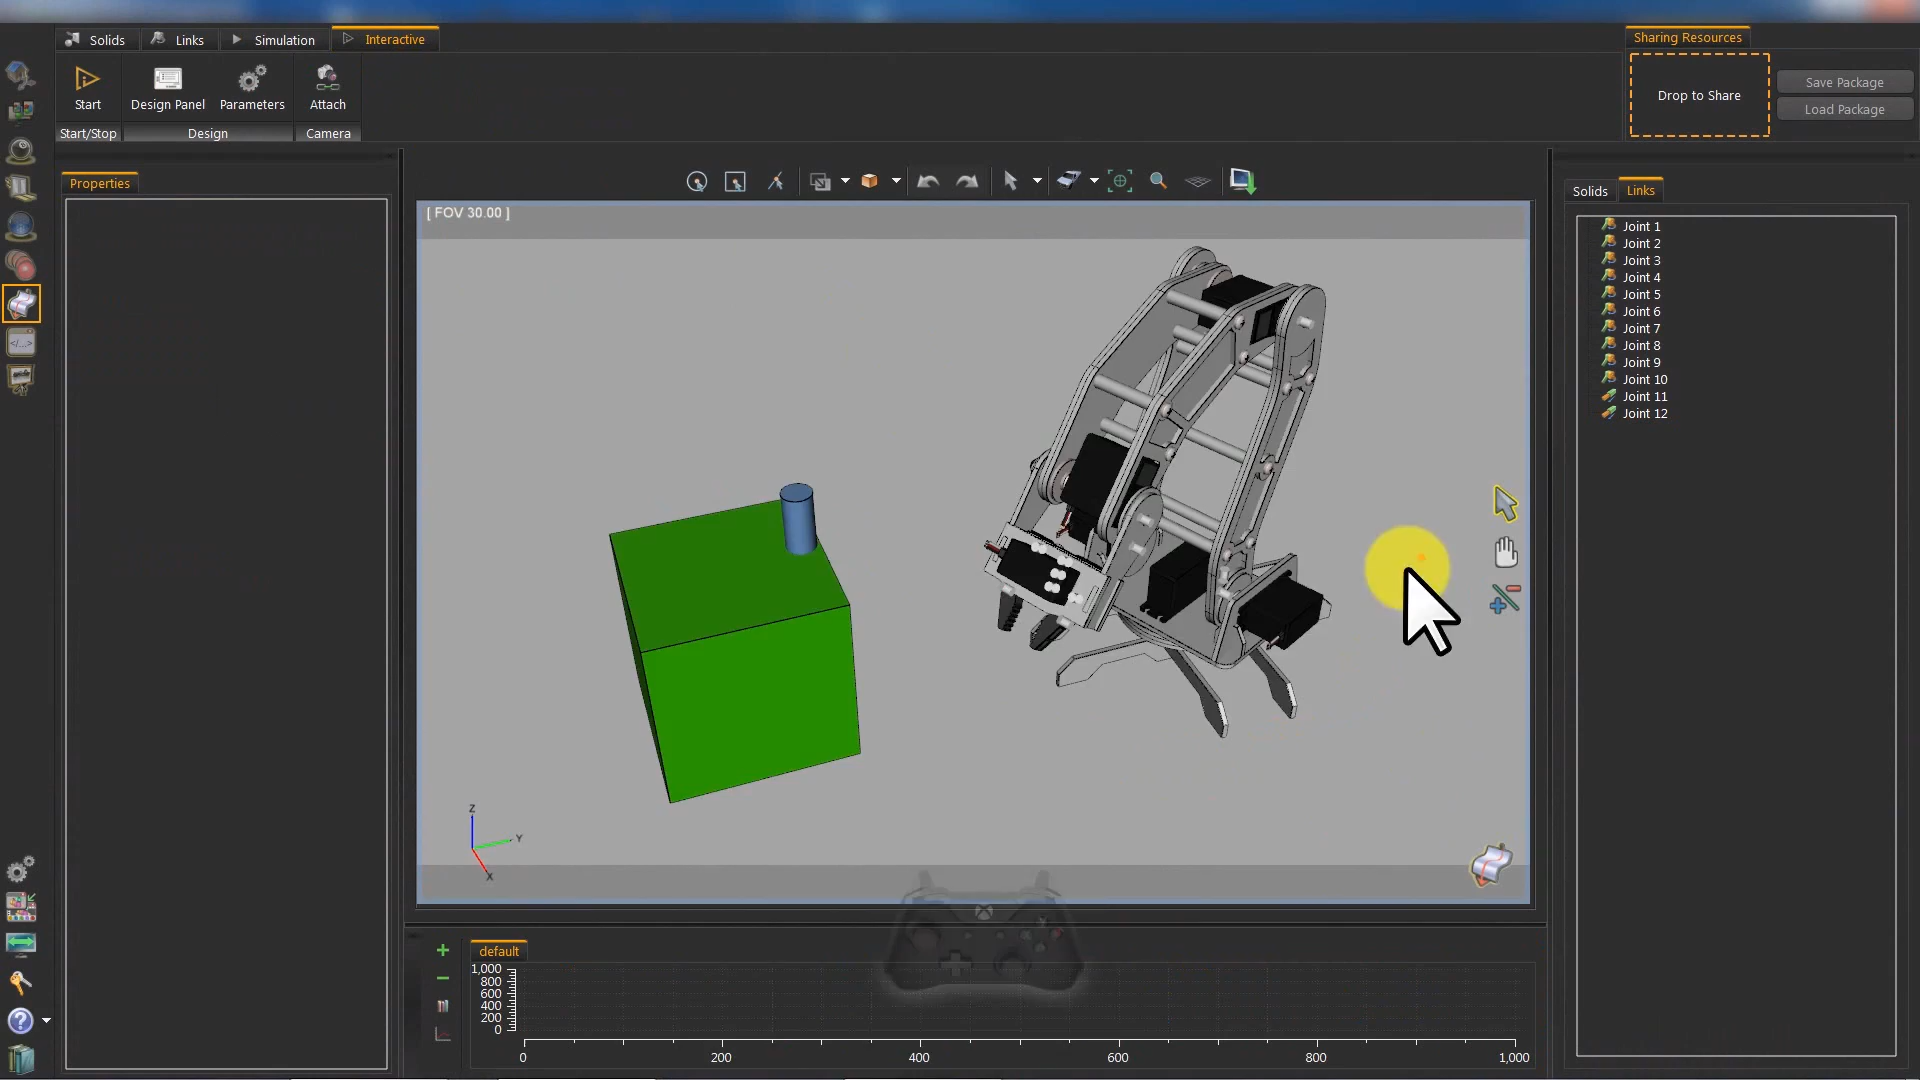 Solids
Links
Simulation
Interactive
Sharing Resources
Start
Design Panel
Parameters
Attach
Drop to Share
Save Package
Load Package
Start/Stop
Design
Camera
Properties
Solids
Links
[ FOV 30.00 ]
Joint 1
Joint 2
Joint 3
Joint 4
Joint 5
Joint 6
Joint 7
Joint 8
Joint 9
Joint 10
Joint 11
Joint 12
Z
Y
X
default
1,000
800
600
400
200
0
0
200
400
600
800
1,000